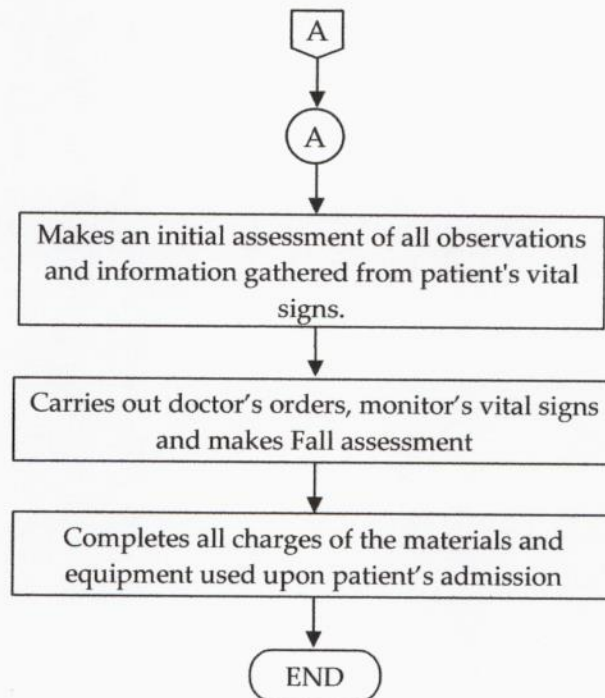 A
A
Makes an initial assessment of all observations
and information gathered from patient's vital
signs.
Carries out doctor's orders, monitor's vital signs
and makes Fall assessment
Completes all charges of the materials and
equipment used upon patient's admission
END